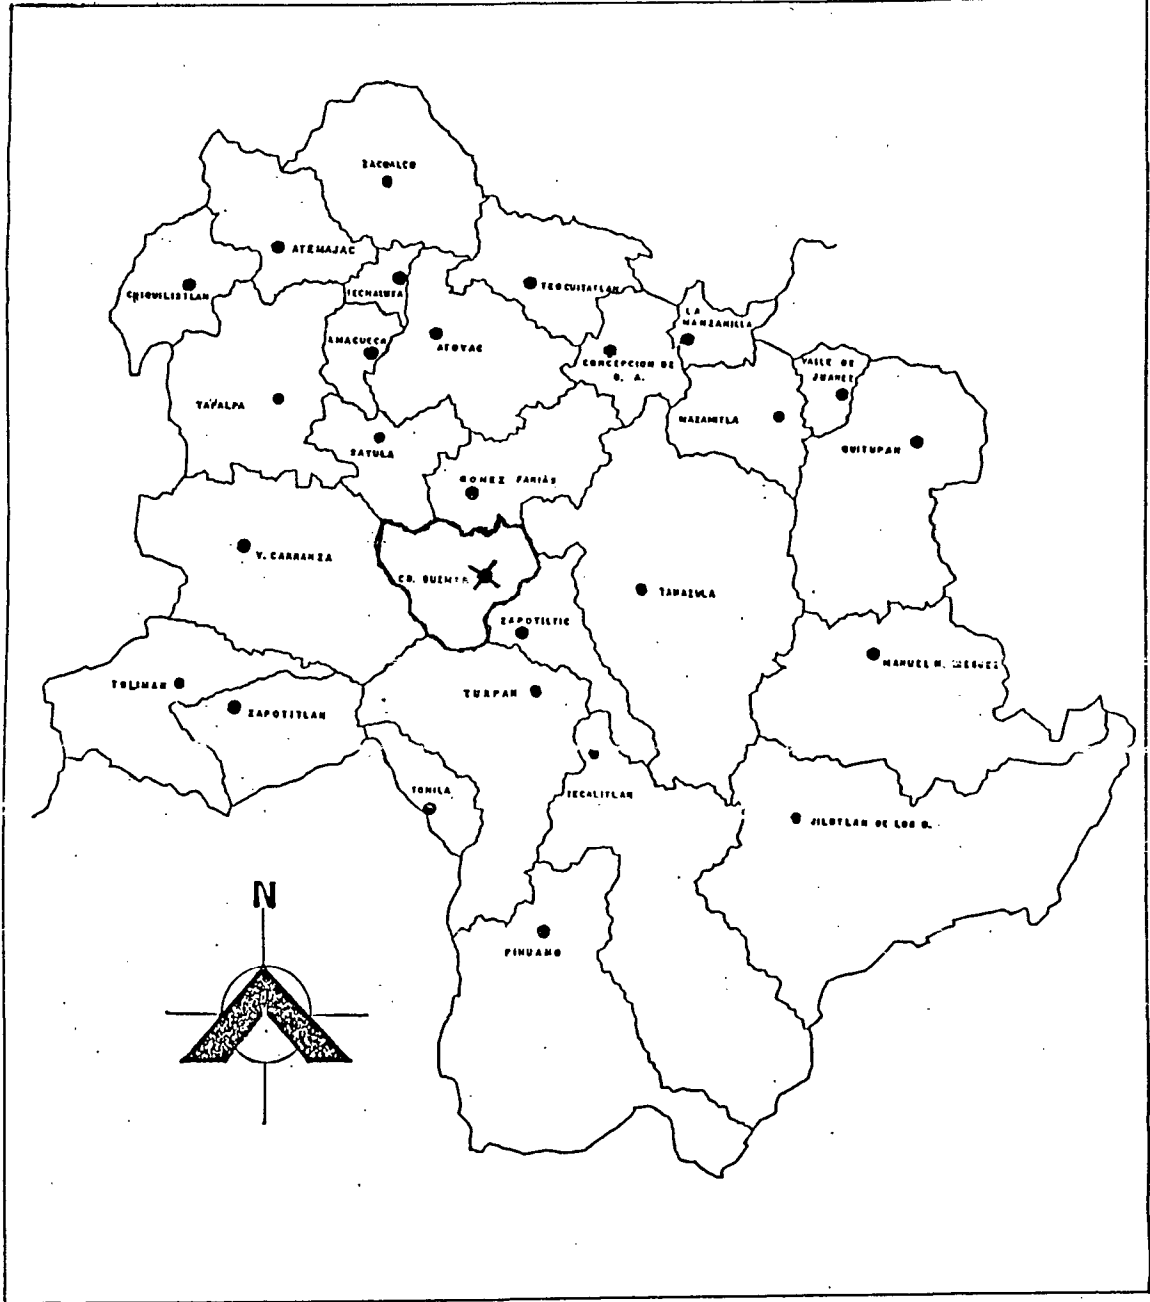 ZACOALCO
ATEMAJAC
CHIQUILISTLAN
TECHALUTA
TEOCUITATLAN
LA
MANZANILLA
AMACUECA
ATOYAC
CONCEPCION DE
B. A.
VALLE DE
JUAREZ
TAPALPA
MAZAMITLA
QUITUPAN
SAYULA
GOMEZ FARIAS
V. CARRANZA
CD. GUZMAN
TAMAZULA
ZAPOTILTIC
MANUEL M. DIEGUEZ
TOLIMAN
ZAPOTITLAN
TUXPAN
TONILA
TECALITLAN
JILOTLAN DE LOS D.
N
PIHUAMO